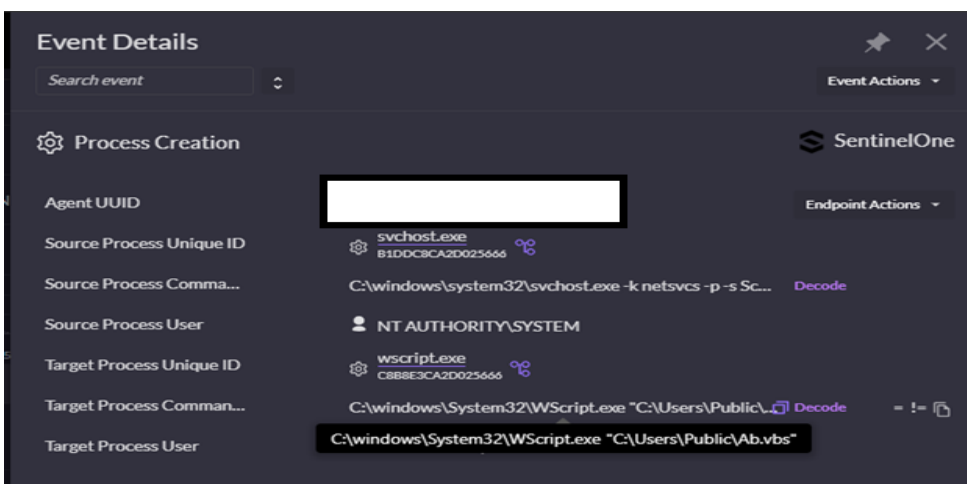 Event Details
Search event
Event Actions
Process Creation
SentinelOne
Agent UUID
Endpoint Actions
Source Process Unique ID
svchost.exe
B1DDC8CA2D025666
Source Process Comma...
C:\windows\system32\svchost.exe -k netsvcs -p -s Sc...
Decode
Source Process User
NT AUTHORITY\SYSTEM
Target Process Unique ID
wscript.exe
C8B8E3CA2D025666
Target Process Comman...
C:\windows\System32\WScript.exe "C:\Users\Public\...
Decode
= !=
Target Process User
C:\windows\System32\WScript.exe "C:\Users\Public\Ab.vbs"